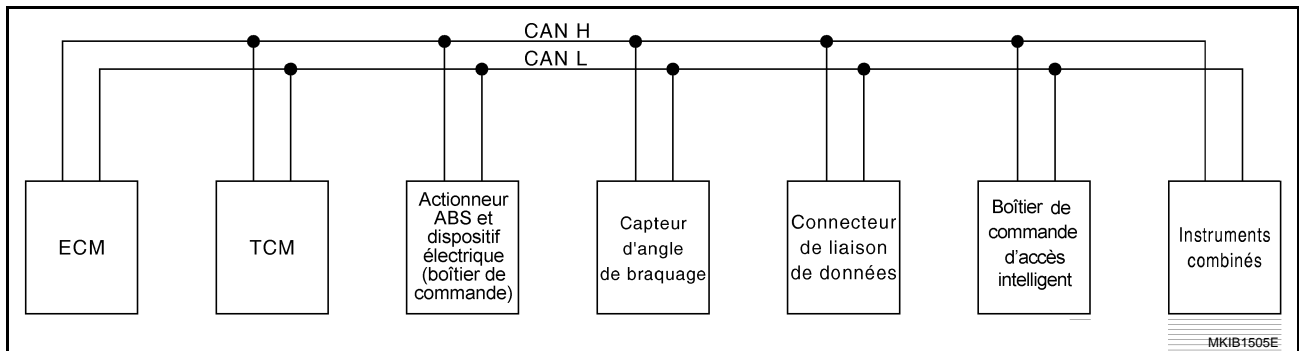 CAN H
CAN L
ECM
TCM
Actionneur
ABS et
dispositif
électrique
(boîtier de
commande)
Capteur
d'angle
de braquage
Connecteur
de liaison
de données
Boîtier de
commande
d’accès
intelligent
Instruments
combinés
MKIB1505E